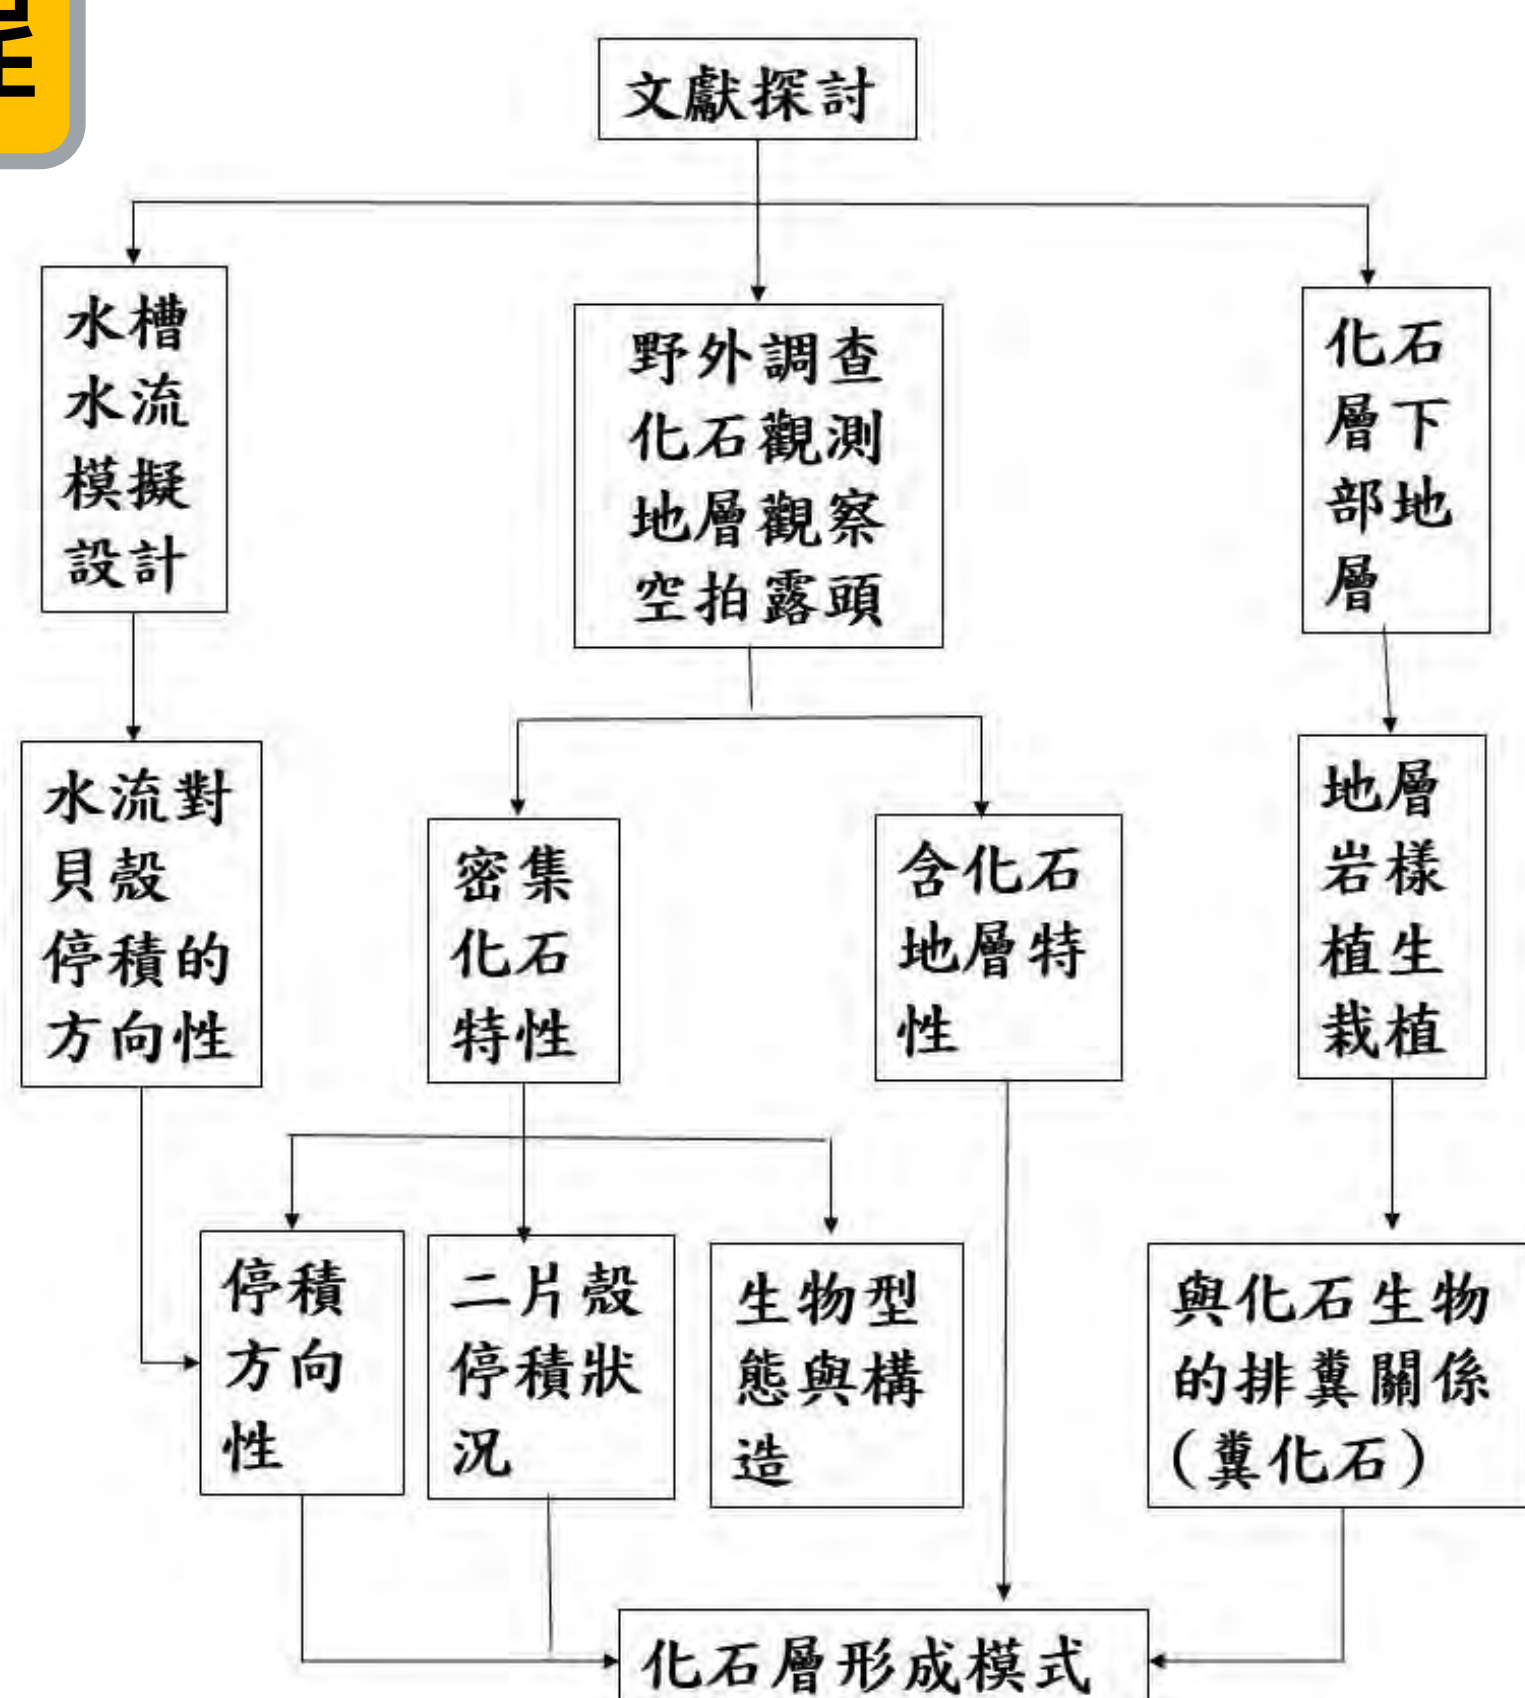 程
文獻探討
水槽
水流
模擬
設計
野外調查
化石觀測
地層觀察
空拍露頭
化石
層下
部地
層
水流對
貝殼
停積的
方向性
密集
化石
特性
含化石
地層特
性
地層
岩樣
植生
栽植
停積
方向
性
二片殼
停積狀
況
生物型
態與構
造
與化石生物
的排糞關係
(糞化石)
化石層形成模式